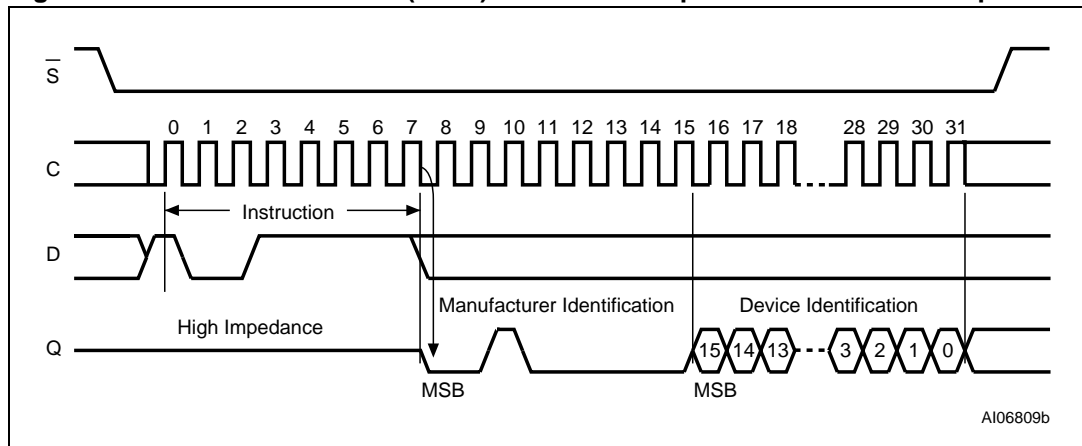 S
0 1 2 3 4 5 6 7 8 9 10 11 12 13 14 15 16 17 18 28 29 30 31
C
Instruction
D
Manufacturer Identification Device Identification
High Impedance
Q 15 14 13 3 2 1 0
MSB MSB
AI06809b